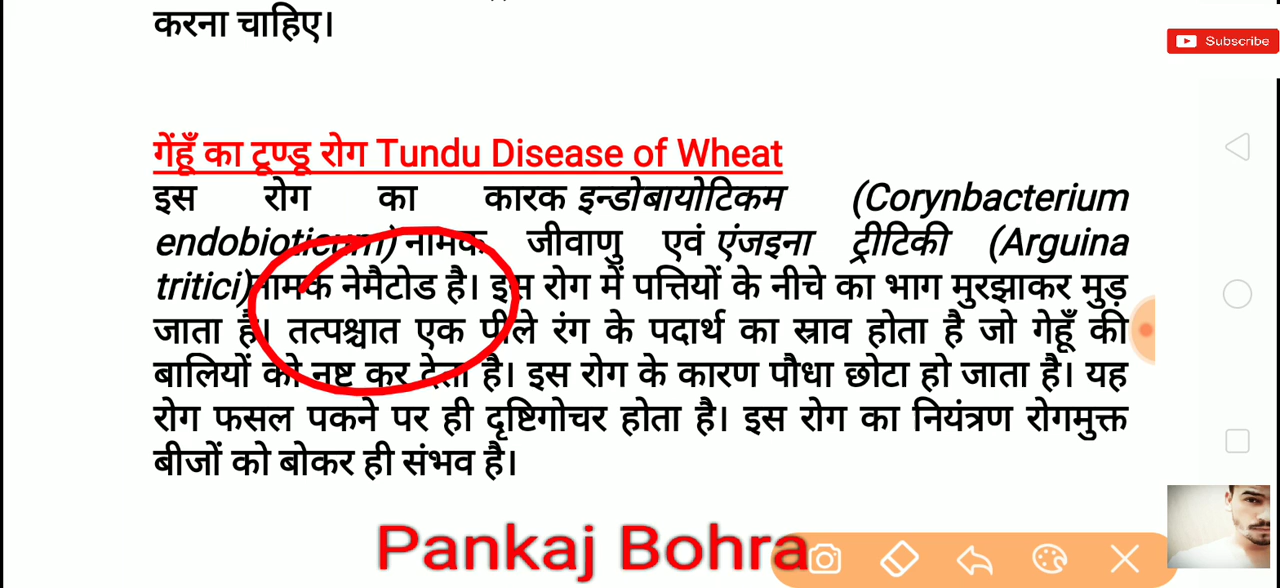 करना चाहिए।
Subscribe
गेंहूँ का टूण्डू रोग Tundu Disease of Wheat
इस रोग का कारक इन्डोबायोटिकम (Corynbacterium
endobioticum) नामक जीवाणु एवं एंजइना ट्रीटिकी (Arguina
tritici)नामक नेमैटोड है। इस रोग में पत्तियों के नीचे का भाग मुरझाकर मुड़
जाता है। तत्पश्चात एक पीले रंग के पदार्थ का स्राव होता है जो गेहूँ की
बालियों को नष्ट कर देता है। इस रोग के कारण पौधा छोटा हो जाता है। यह
रोग फसल पकने पर ही दृष्टिगोचर होता है। इस रोग का नियंत्रण रोगमुक्त
बीजों को बोकर ही संभव है।
Pankaj Bohra